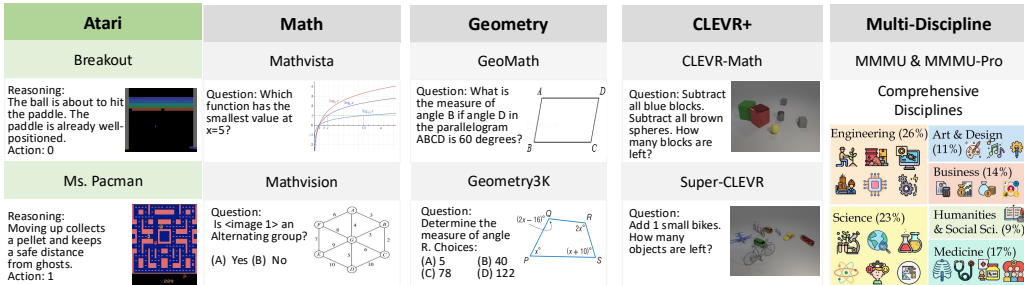 Atari
Breakout
Reasoning:
The ball is about to hit
the paddle. The
paddle is already well-
positioned.
Action: 0
Ms. Pacman
Reasoning:
Moving up collects
a pellet and keeps
a safe distance
from ghosts.
Action: 1
Math
Mathvista
Question: Which
function has the
smallest value at
x=5?
Mathvision
Question:
Is <image 1> an
Alternating group?
(A) Yes (B) No
Geometry
GeoMath
Question: What is
the measure of
angle B if angle D in
the parallelogram
ABCD is 60 degrees?
A D
B C
Geometry3K
Question:
Determine the
measure of angle
R. Choices:
(A) 5 (B) 40
(C) 78 (D) 122
Q R
(2x − 16)° 2x°
x° (x + 10)°
P S
CLEVR+
CLEVR-Math
Question: Subtract
all blue blocks.
Subtract all brown
spheres. How
many blocks are
left?
Super-CLEVR
Question:
Add 1 small bikes.
How many
objects are left?
Multi-Discipline
MMMU & MMMU-Pro
Comprehensive
Disciplines
Engineering (26%)
Art & Design
(11%)
Business (14%)
Science (23%)
Humanities
& Social Sci. (9%)
Medicine (17%)